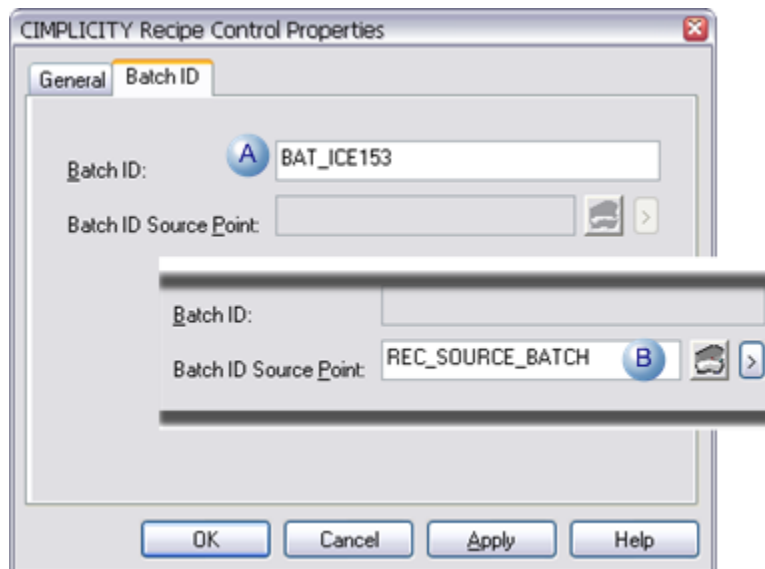 CIMPLICITY Recipe Control Properties
General Batch ID
Batch ID: A BAT_ICE153
Batch ID Source Point:
Batch ID:
Batch ID Source Point: REC_SOURCE_BATCH B >
OK Cancel Apply Help